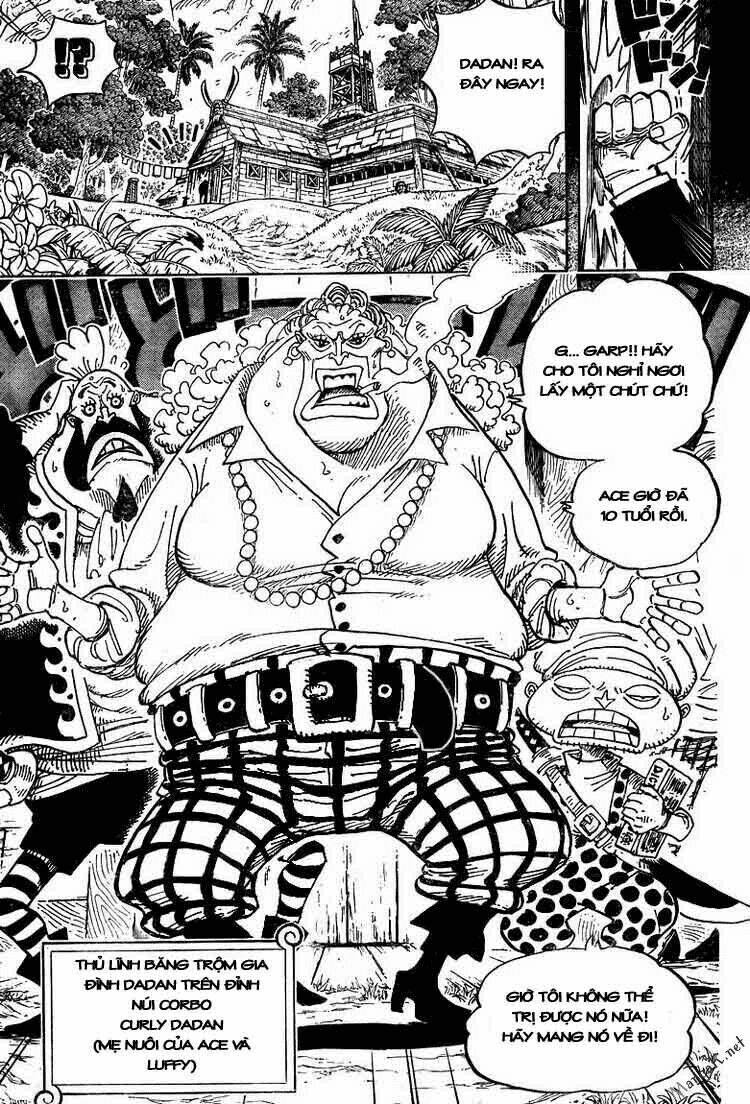 !?
DADAN! RA
ĐÂY NGAY!
G... GARP!! HÃY
CHO TÔI NGHỈ NGƠI
LẤY MỘT CHÚT CHỨ!
ACE GIỜ ĐÃ
10 TUỔI RỒI.
THỦ LĨNH BĂNG TRỘM GIA
ĐÌNH DADAN TRÊN ĐỈNH
NÚI CORBO
CURLY DADAN
(MẸ NUÔI CỦA ACE VÀ
LUFFY)
GIỜ TÔI KHÔNG THỂ
TRỊ ĐƯỢC NÓ NỮA!
HÃY MANG NÓ VỀ ĐI!